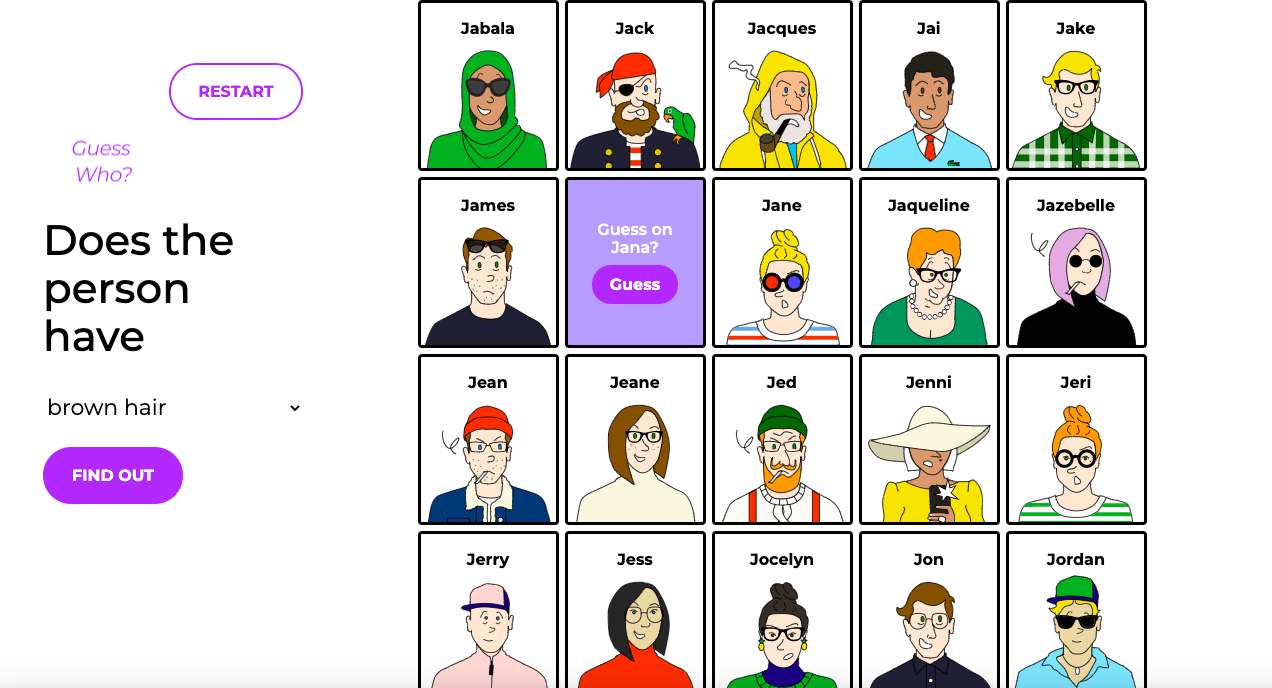 RESTART
Guess
Who?
Does the
person
have
brown hair
FIND OUT
Jabala
Jack
Jacques
Jai
Jake
James
Guess on
Jana?
Guess
Jane
Jaqueline
Jazebelle
Jean
Jeane
Jed
Jenni
Jeri
Jerry
Jess
Jocelyn
Jon
Jordan